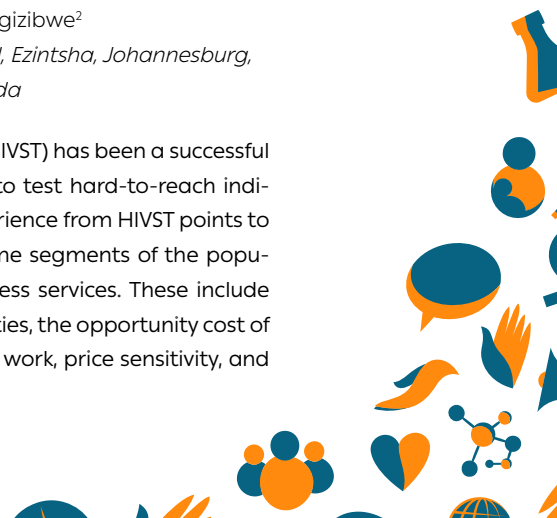 gizibwe²
, Ezintsha, Johannesburg,
da
IVST) has been a successful
to test hard-to-reach indi-
rience from HIVST points to
ne segments of the popu-
ess services. These include
ties, the opportunity cost of
work, price sensitivity, and